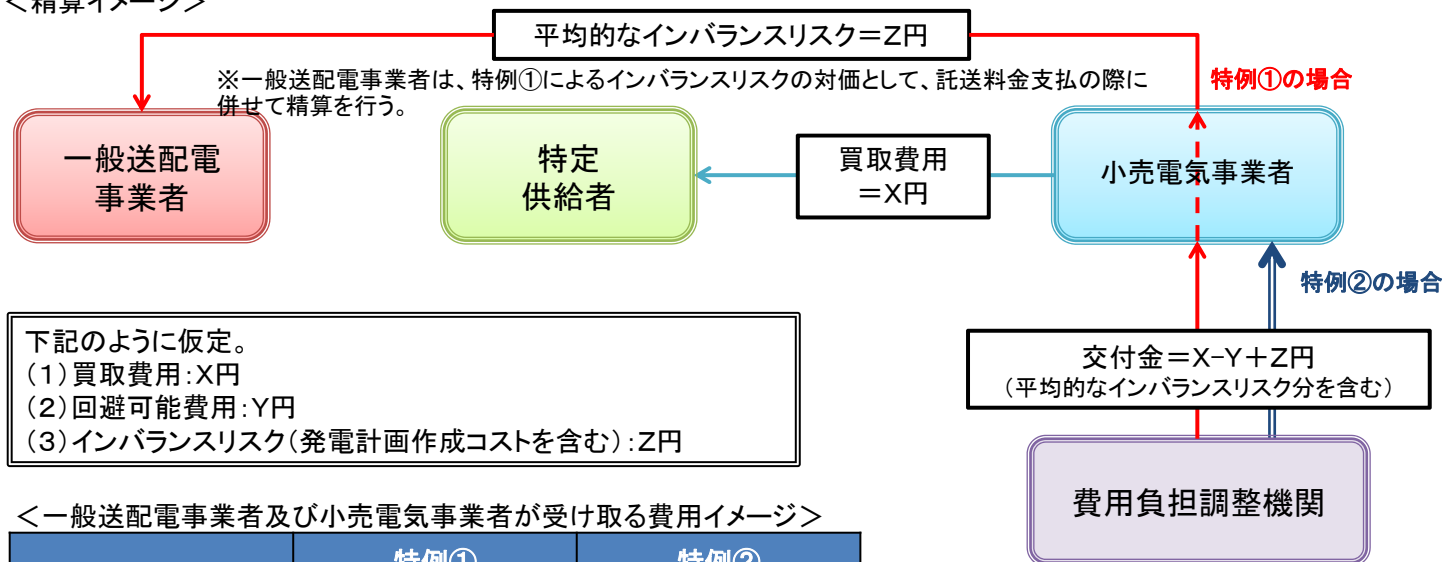 ＜精算イメージ＞
平均的なインバランスリスク＝Ｚ円
※一般送配電事業者は、特例①によるインバランスリスクの対価として、託送料金支払の際に
併せて精算を行う。
特例①の場合
一般送配電
事業者
特定
供給者
買取費用
＝Ｘ円
小売電気事業者
特例②の場合
下記のように仮定。
（１）買取費用：Ｘ円
（２）回避可能費用：Ｙ円
（３）インバランスリスク（発電計画作成コストを含む）：Ｚ円
交付金＝Ｘ-Ｙ＋Ｚ円
（平均的なインバランスリスク分を含む）
費用負担調整機関
＜一般送配電事業者及び小売電気事業者が受け取る費用イメージ＞
特例① 特例②